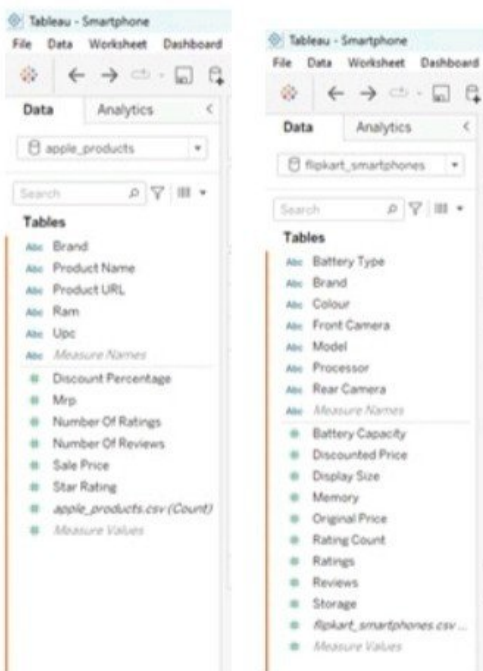 Tableau - Smartphone
File Data Worksheet Dashboard
Data Analytics
apple_products
Search
Tables
Abc Brand
Abc Product Name
Abc Product URL
Abc Ram
Abc Upc
Abc Measure Names
# Discount Percentage
# Mrp
# Number Of Ratings
# Number Of Reviews
# Sale Price
# Star Rating
# apple_products.csv (Count)
# Measure Values
Tableau - Smartphone
File Data Worksheet Dashboard
Data Analytics
flipkart_smartphones
Search
Tables
Abc Battery Type
Abc Brand
Abc Colour
Abc Front Camera
Abc Model
Abc Processor
Abc Rear Camera
Abc Measure Names
# Battery Capacity
# Discounted Price
# Display Size
# Memory
# Original Price
# Rating Count
# Ratings
# Reviews
# Storage
# flipkart_smartphones.csv ...
# Measure Values